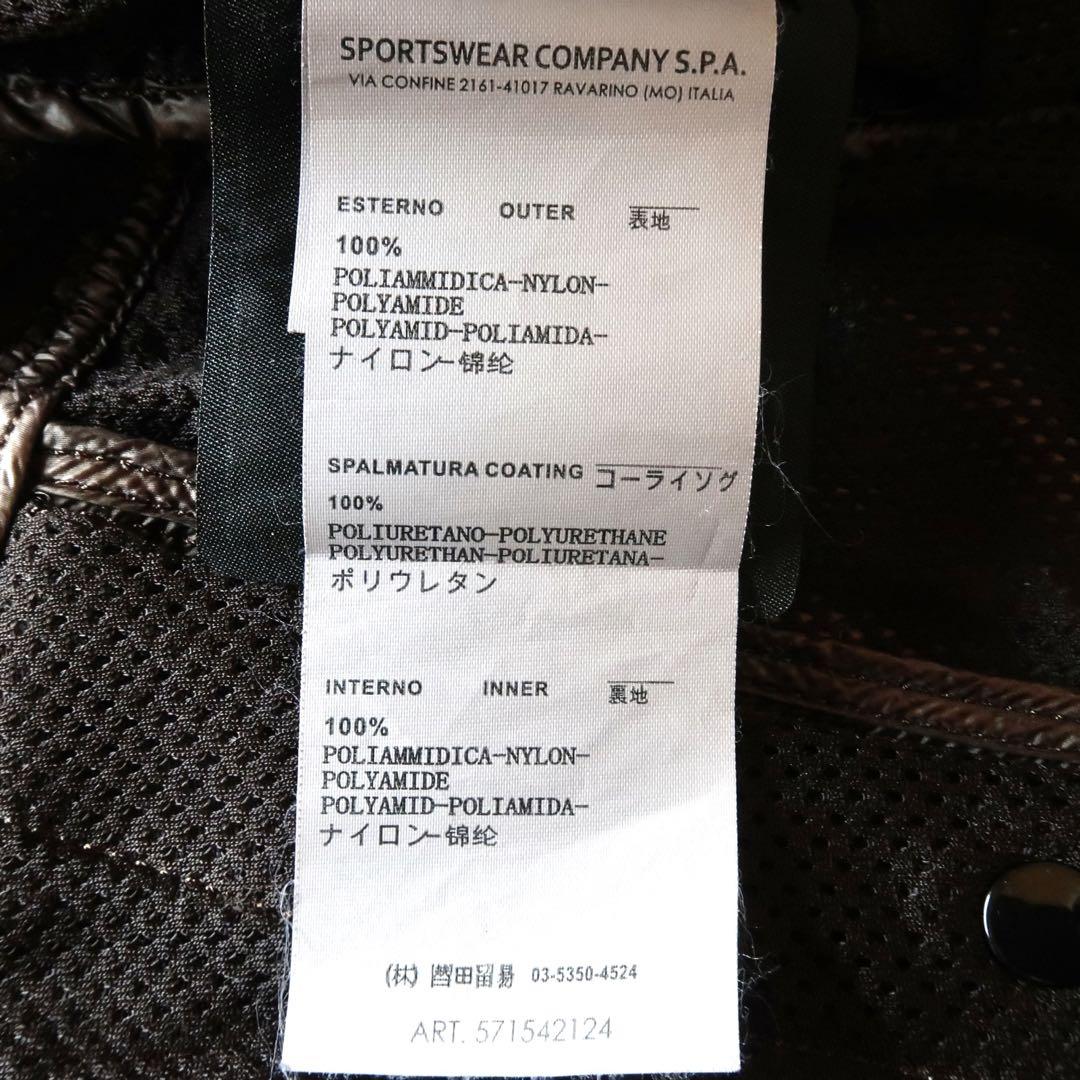 SPORTSWEAR COMPANY S.P.A.
VIA CONFINE 2161-41017 RAVARINO (MO) ITALIA
ESTERNO OUTER 表地
100%
POLIAMMIDICA-NYLON-
POLYAMIDE
POLYAMID-POLIAMIDA-
ナイロン-锦纶
SPALMATURA COATING コーライソグ
100%
POLIURETANO-POLYURETHANE
POLYURETHAN-POLIURETANA-
ポリウレタン
INTERNO INNER 裏地
100%
POLIAMMIDICA-NYLON-
POLYAMIDE
POLYAMID-POLIAMIDA-
ナイロン-锦纶
(株) 03-5350-4524
ART. 571542124